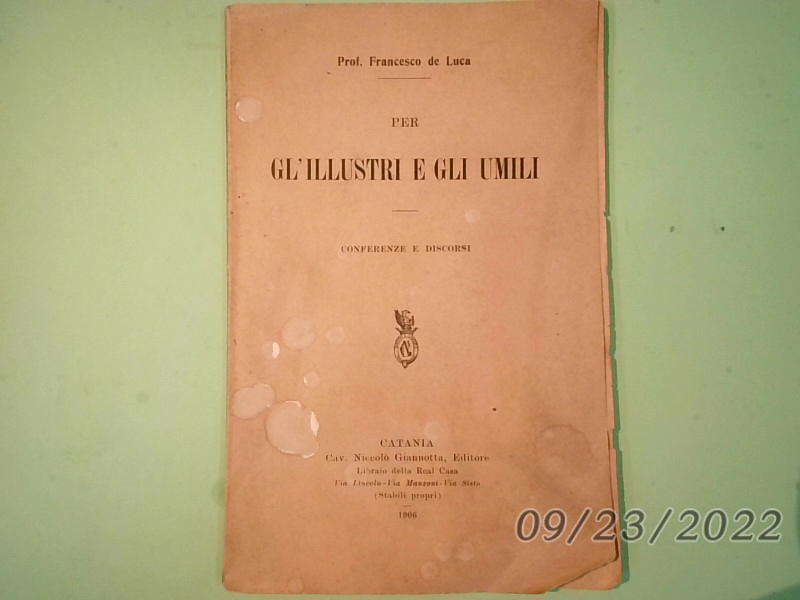 Prof. Francesco de Luca
PER
GL'ILLUSTRI E GLI UMILI
CONFERENZE E DISCORSI
CATANIA
Cav. Niccolò Giannotta, Editore
Libraio della Real Casa
Via Lincoln-Via Manzoni-Via Sisto
(Stabili propri)
1906
09/23/2022